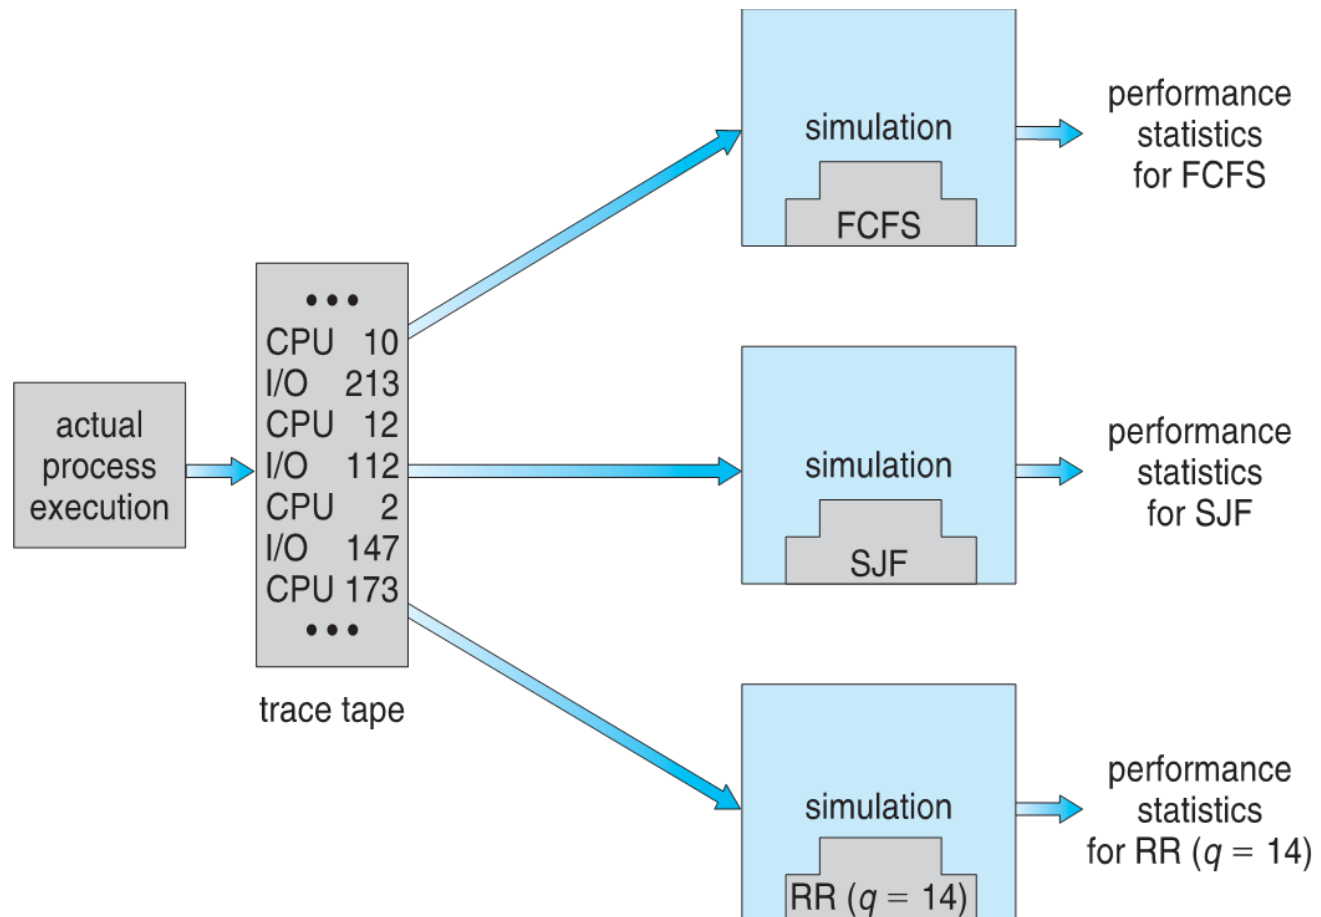 actual
process
execution
•••
CPU 10
I/O 213
CPU 12
I/O 112
CPU 2
I/O 147
CPU 173
•••
trace tape
simulation
FCFS
performance
statistics
for FCFS
simulation
SJF
performance
statistics
for SJF
simulation
RR (q = 14)
performance
statistics
for RR (q = 14)